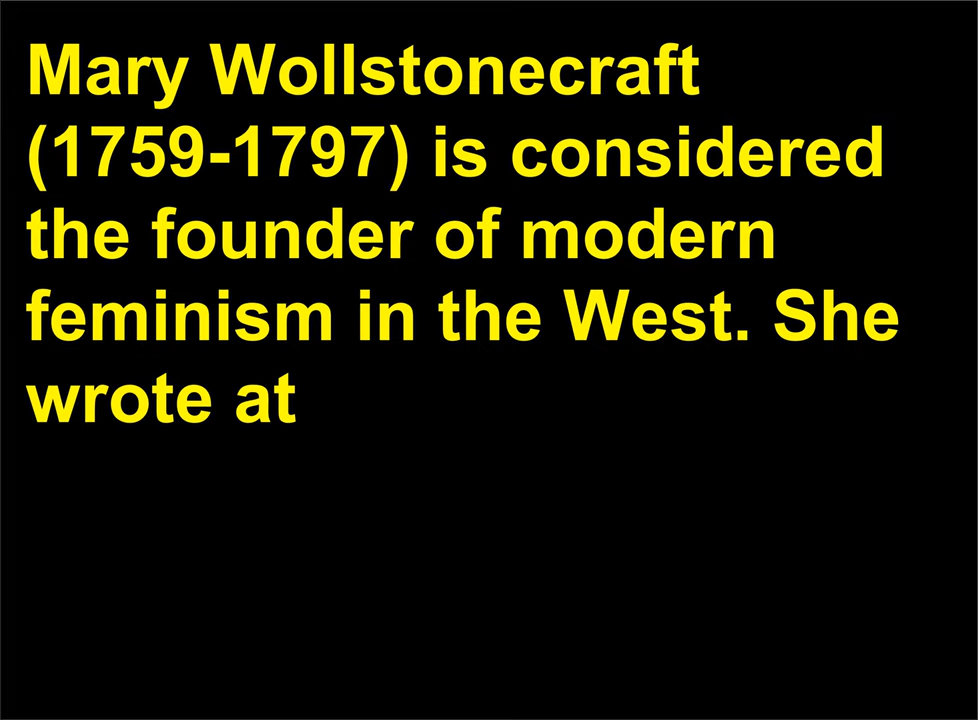 Mary Wollstonecraft
(1759-1797) is considered
the founder of modern
feminism in the West. She
wrote at